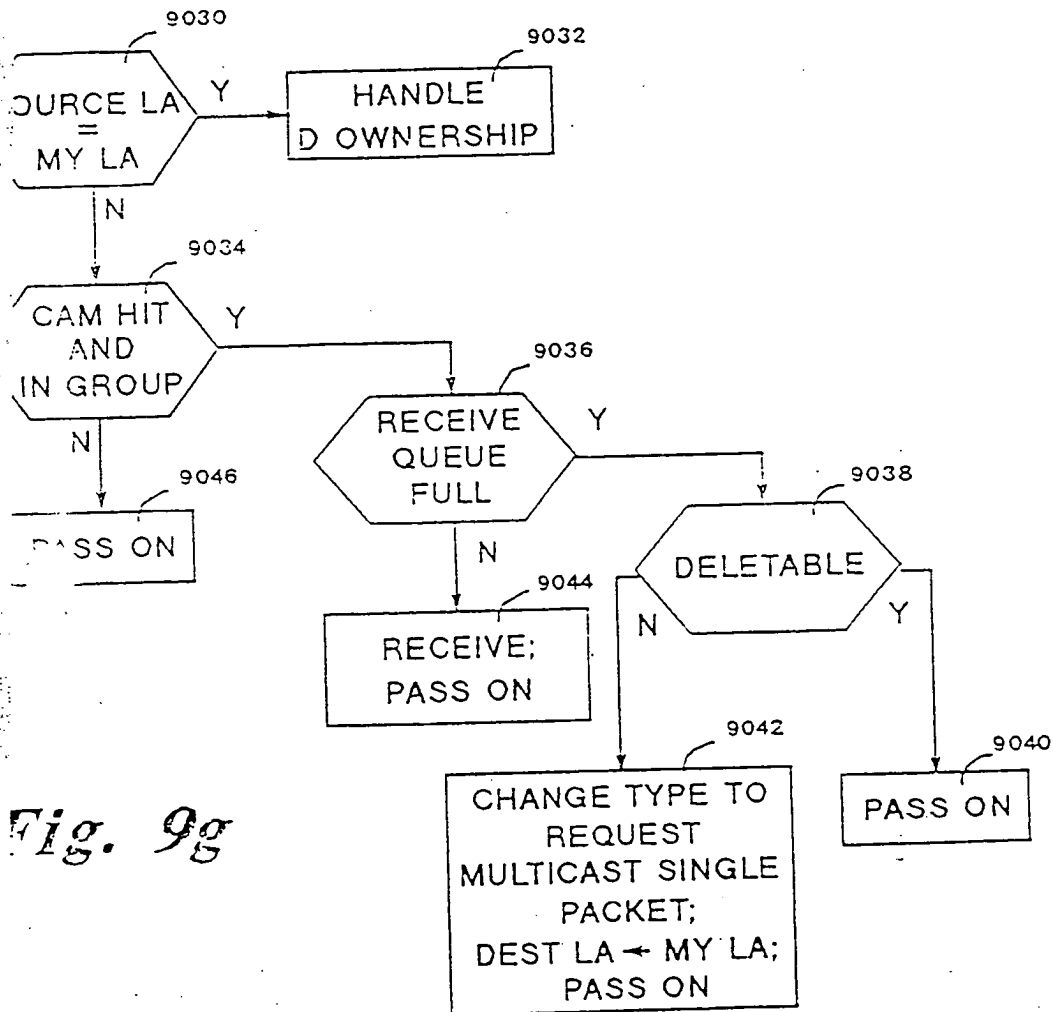 9030
OURCE LA
=
MY LA
Y
N
9032
HANDLE
D OWNERSHIP
9034
CAM HIT
AND
IN GROUP
Y
N
9046
PASS ON
9036
RECEIVE
QUEUE
FULL
Y
N
9044
RECEIVE;
PASS ON
9038
DELETABLE
N
Y
9042
CHANGE TYPE TO
REQUEST
MULTICAST SINGLE
PACKET;
DEST LA ← MY LA;
PASS ON
9040
PASS ON
Fig. 9g